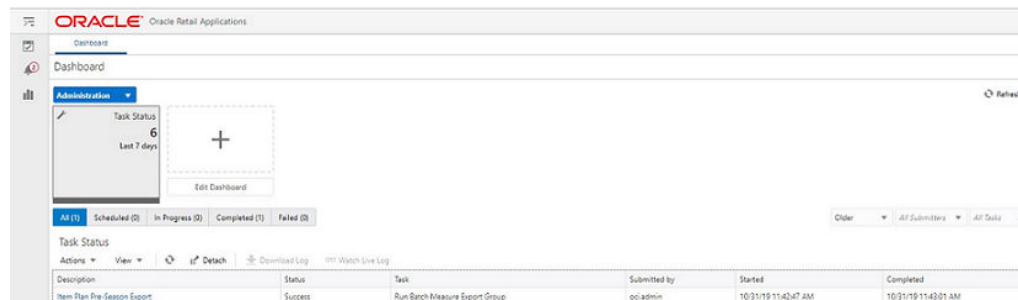 ORACLE® Oracle Retail Applications
Dashboard
Dashboard
2
Administration
Refres
Task Status
6
Last 7 days
Edit Dashboard
All (1) Scheduled (0) In Progress (0) Completed (1) Failed (0)
Older All Submitters All Tasks
Task Status
Actions View Detach Download Log Watch Live Log
Description Status Task Submitted by Started Completed
Item Plan Pre-Season Export Success Run Batch Measure Export Group oci.admin 10/31/19 11:42:47 AM 10/31/19 11:43:01 AM